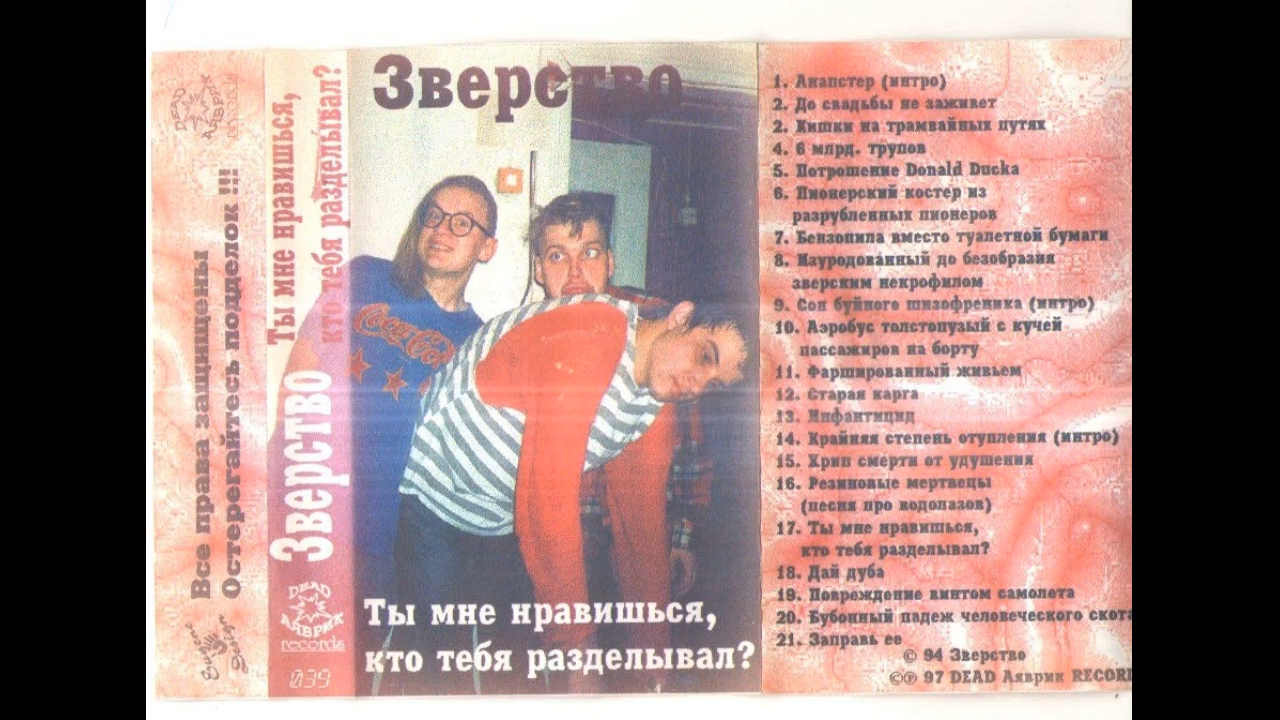 DEAD
АЯВРИК
records
Все права защищены
Остерегайтесь подделок !!!
Ты мне нравишься,
кто тебя разделывал?
Зверство
DEAD
АЯВРИК
records
039
Зверство
Coca-Cola
Ты мне нравишься,
кто тебя разделывал?
1. Анапстер (интро)
2. До свадьбы не заживет
2. Кишки на трамвайных путях
4. 6 млрд. трупов
5. Потрошение Donald Ducka
6. Пионерский костер из
разрубленных пионеров
7. Бензопила вместо туалетной бумаги
8. Изуродованный до безобразия
зверским некрофилом
9. Сон буйного шизофреника (интро)
10. Аэробус толстопузый с кучей
пассажиров на борту
11. Фаршированный живьем
12. Старая карга
13. Инфантицид
14. Крайняя степень отупления (интро)
15. Хрип смерти от удушения
16. Резиновые мертвецы
(песня про водолазов)
17. Ты мне нравишься,
кто тебя разделывал?
18. Дай дуба
19. Повреждение винтом самолета
20. Бубонный падеж человеческого скота
21. Заправь ее
© 94 Зверство
©℗ 97 DEAD Аяврик RECOR